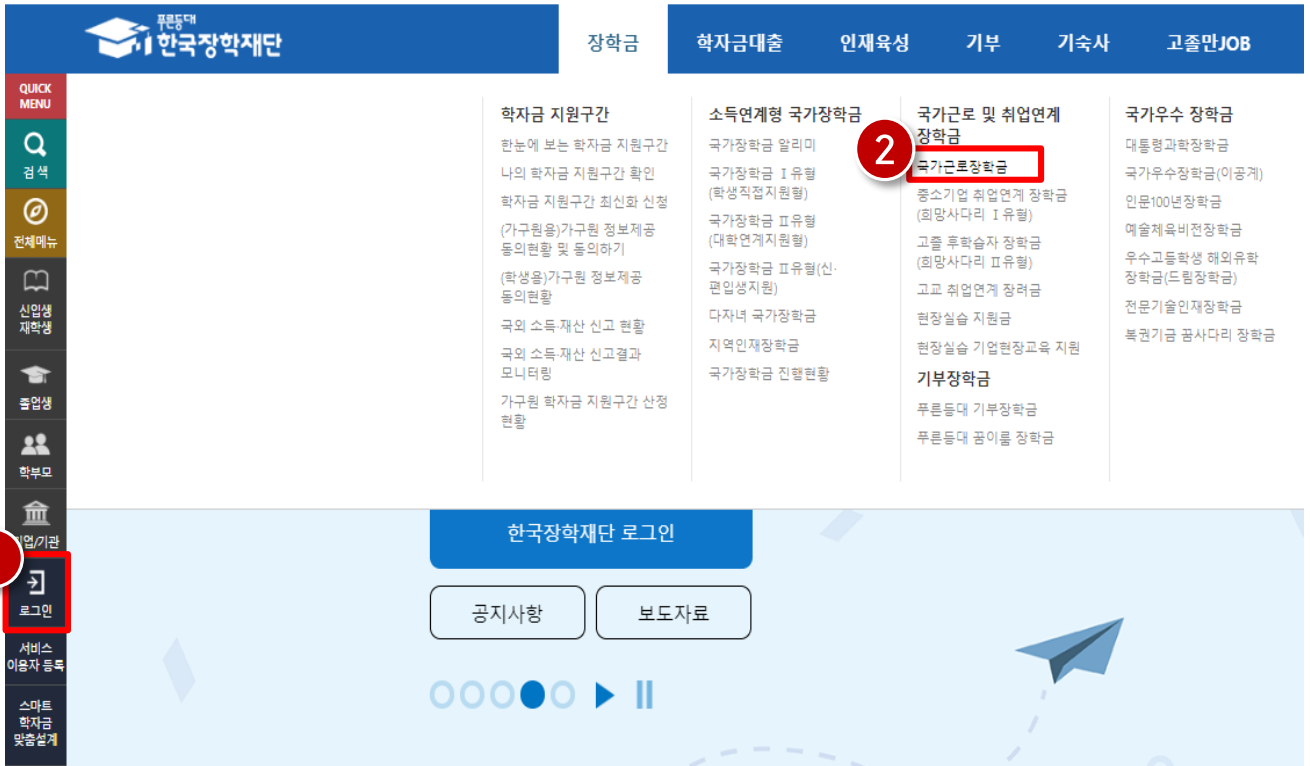 푸른등대
한국장학재단
장학금
학자금대출
인재육성
기부
기숙사
고졸만JOB
QUICK
MENU
검색
전체메뉴
신입생
재학생
졸업생
학부모
기업/기관
로그인
서비스
이용자 등록
스마트
학자금
맞춤설계
학자금 지원구간
한눈에 보는 학자금 지원구간
나의 학자금 지원구간 확인
학자금 지원구간 최신화 신청
(가구원용)가구원 정보제공
동의현황 및 동의하기
(학생용)가구원 정보제공
동의현황
국외 소득·재산 신고 현황
국외 소득·재산 신고결과
모니터링
가구원 학자금 지원구간 산정
현황
소득연계형 국가장학금
국가장학금 알리미
국가장학금 Ⅰ유형
(학생직접지원형)
국가장학금 Ⅱ유형
(대학연계지원형)
국가장학금 Ⅱ유형(신·
편입생지원)
다자녀 국가장학금
지역인재장학금
국가장학금 진행현황
국가근로 및 취업연계
장학금
2
국가근로장학금
중소기업 취업연계 장학금
(희망사다리 Ⅰ유형)
고졸 후학습자 장학금
(희망사다리 Ⅱ유형)
고교 취업연계 장려금
현장실습 지원금
현장실습 기업현장교육 지원
기부장학금
푸른등대 기부장학금
푸른등대 꿈이룸 장학금
국가우수 장학금
대통령과학장학금
국가우수장학금(이공계)
인문100년장학금
예술체육비전장학금
우수고등학생 해외유학
장학금(드림장학금)
전문기술인재장학금
복권기금 꿈사다리 장학금
한국장학재단 로그인
공지사항
보도자료